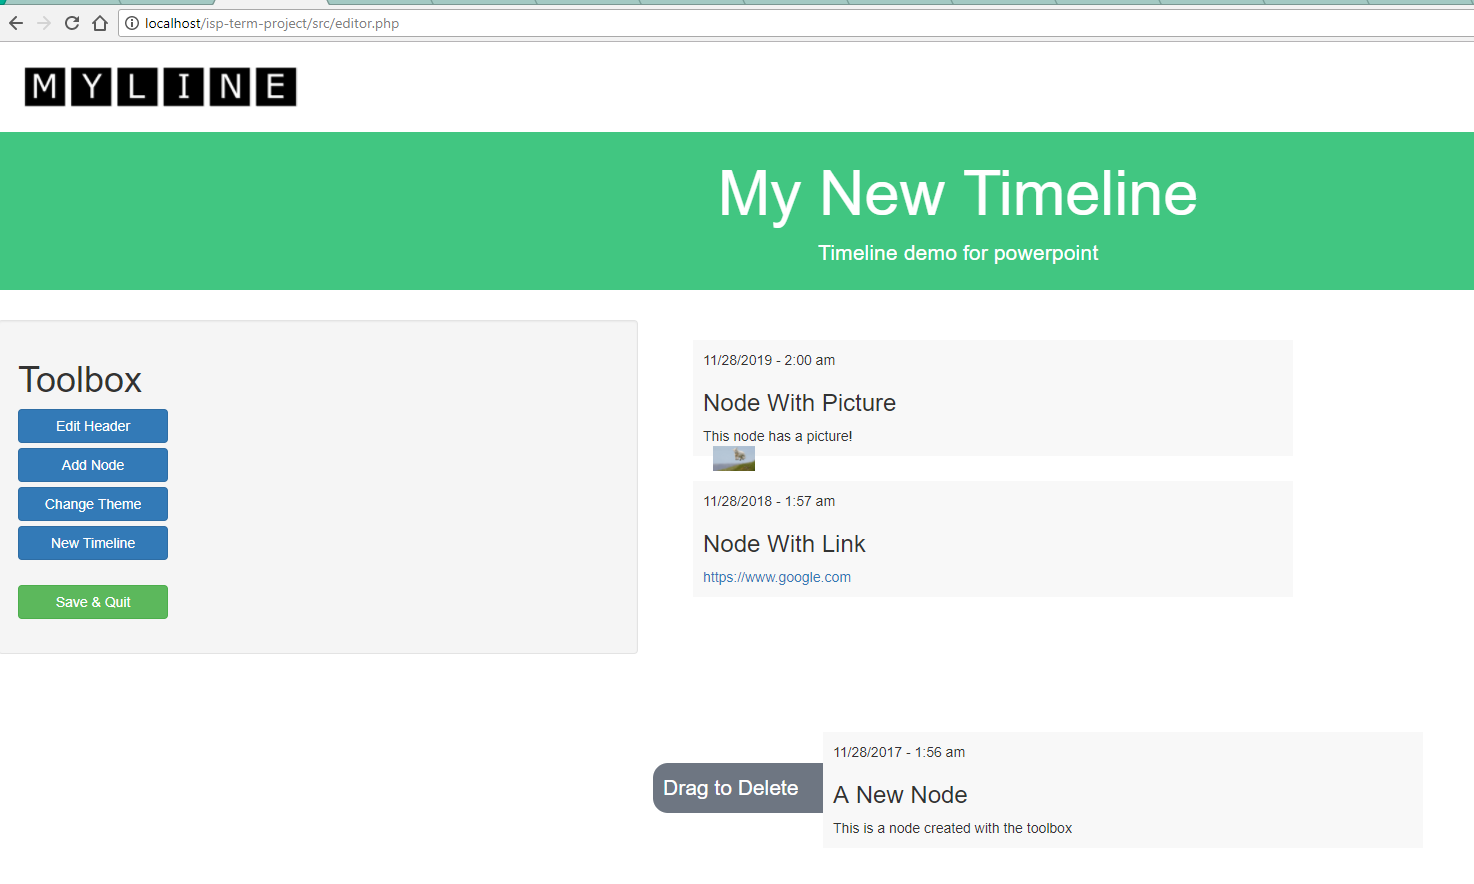 localhost/isp-term-project/src/editor.php
MYLINE
My New Timeline
Timeline demo for powerpoint
Toolbox
Edit Header
Add Node
Change Theme
New Timeline
Save & Quit
11/28/2019 - 2:00 am
Node With Picture
This node has a picture!
11/28/2018 - 1:57 am
Node With Link
https://www.google.com
Drag to Delete
11/28/2017 - 1:56 am
A New Node
This is a node created with the toolbox